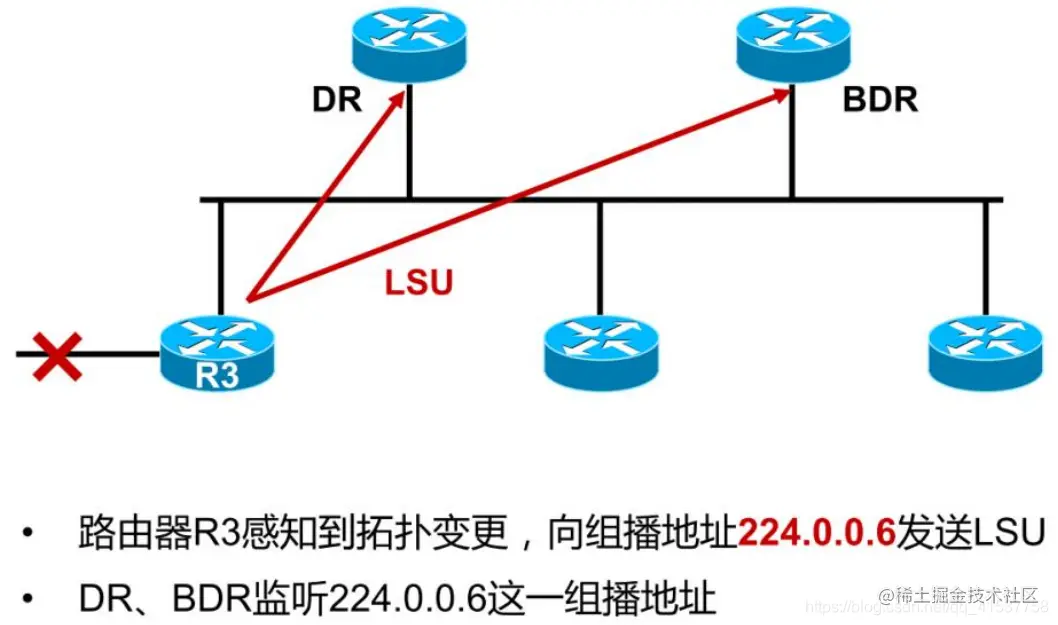 DR
BDR
LSU
R3
• 路由器R3感知到拓扑变更，向组播地址224.0.0.6发送LSU
• DR、BDR监听224.0.0.6这一组播地址
@稀土掘金技术社区
https://blog.csdn.net/qq_41537758